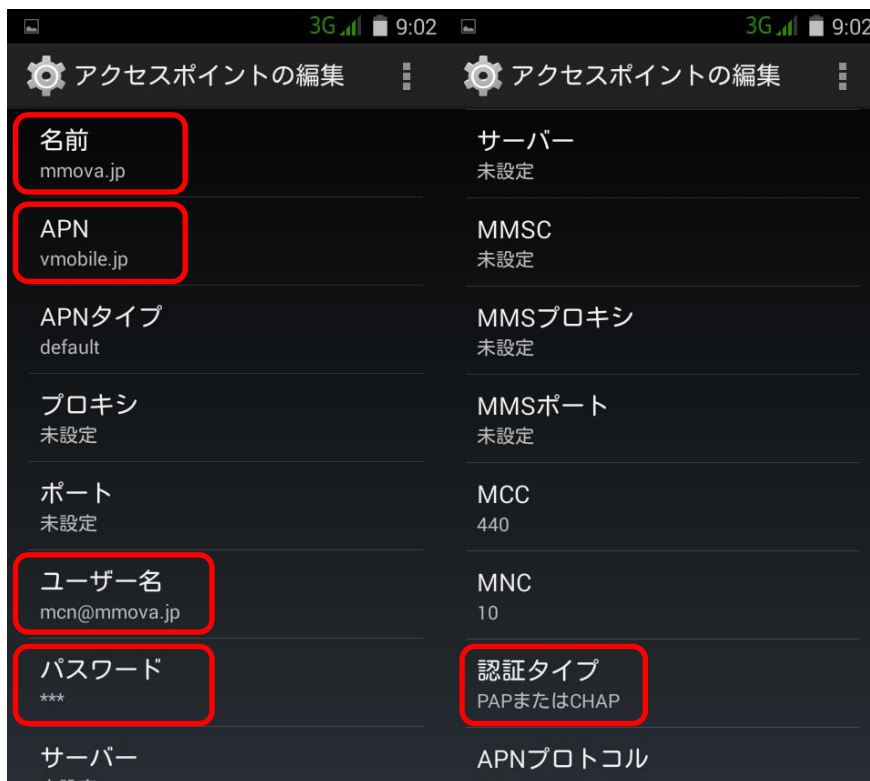 3G 9:02
アクセスポイントの編集
名前
mmova.jp
APN
vmobile.jp
APNタイプ
default
プロキシ
未設定
ポート
未設定
ユーザー名
mcn@mmova.jp
パスワード
***
サーバー
3G 9:02
アクセスポイントの編集
サーバー
未設定
MMSC
未設定
MMSプロキシ
未設定
MMSポート
未設定
MCC
440
MNC
10
認証タイプ
PAPまたはCHAP
APNプロトコル